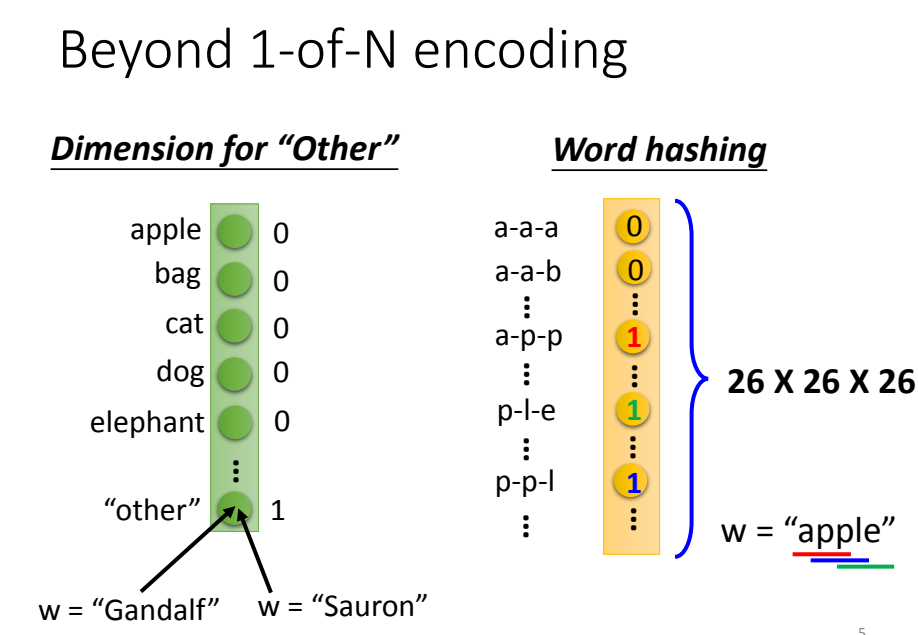 Beyond 1-of-N encoding
Dimension for “Other”
apple 0
bag 0
cat 0
dog 0
elephant 0
...
“other” 1
w = “Gandalf”
w = “Sauron”
Word hashing
a-a-a 0
a-a-b 0
... ...
a-p-p 1
... ...
p-l-e 1
... ...
p-p-l 1
... ...
26 X 26 X 26
w = “apple”
5